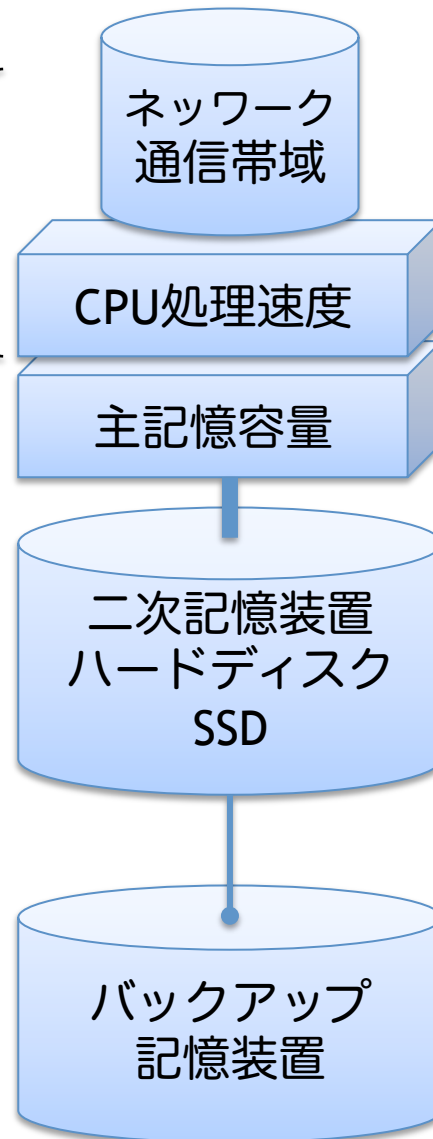 ネッワーク
通信帯域
CPU処理速度
主記憶容量
二次記憶装置
ハードディスク
SSD
バックアップ
記憶装置